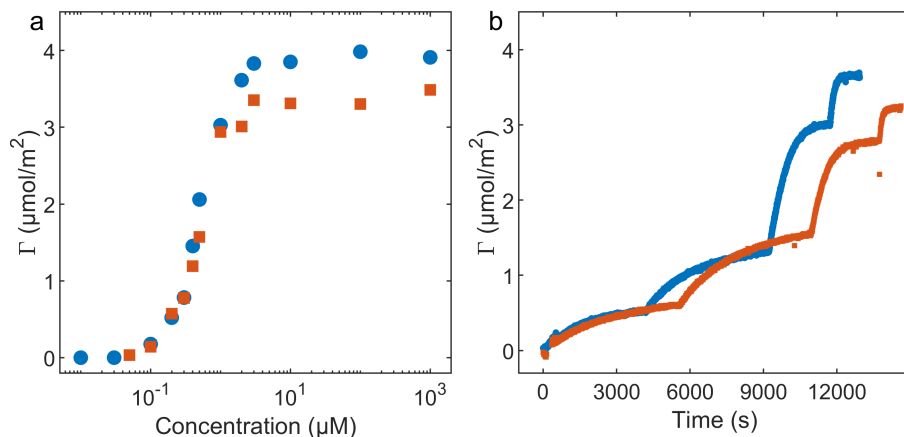 a
4
3
2
1
0
Γ (μmol/m²)
10⁻¹ 10¹ 10³
Concentration (μM)
b
4
3
2
1
0
Γ (μmol/m²)
0 3000 6000 9000 12000
Time (s)